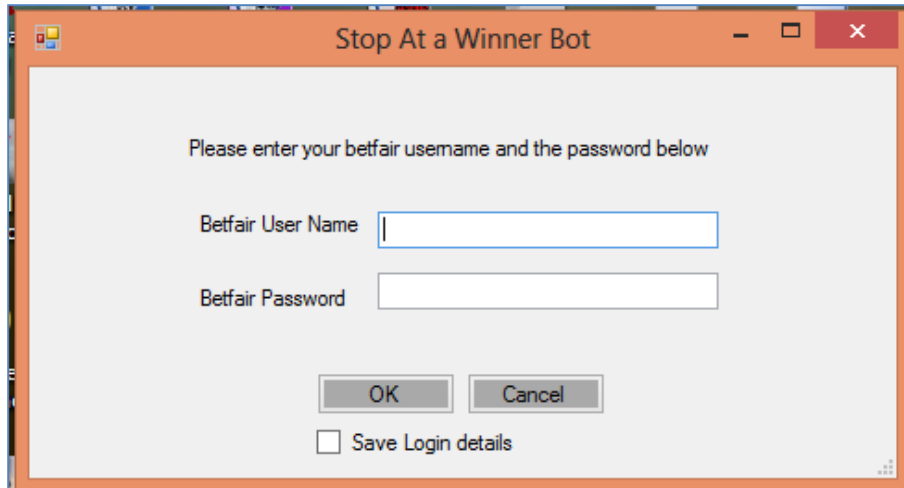 Stop At a Winner Bot
Please enter your betfair username and the password below
Betfair User Name
Betfair Password
OK Cancel
Save Login details